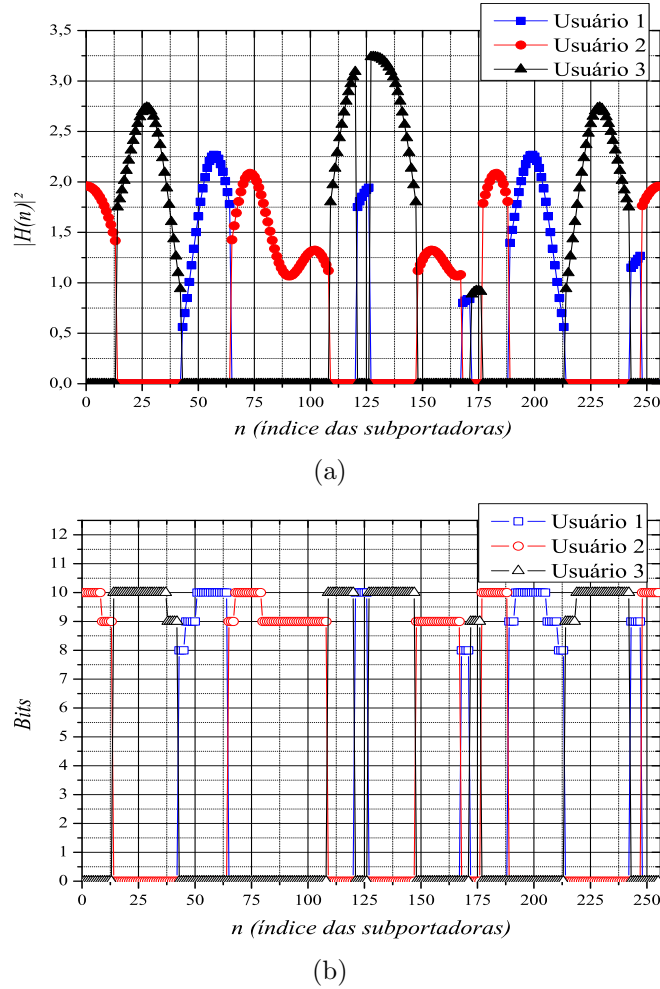 Usuário 1
Usuário 2
Usuário 3
3,5
3,0
2,5
2,0
1,5
1,0
0,5
0,0
|H(n)|²
0 25 50 75 100 125 150 175 200 225 250
n (índice das subportadoras)
(a)
Usuário 1
Usuário 2
Usuário 3
12
11
10
9
8
7
6
5
4
3
2
1
0
Bits
0 25 50 75 100 125 150 175 200 225 250
n (índice das subportadoras)
(b)